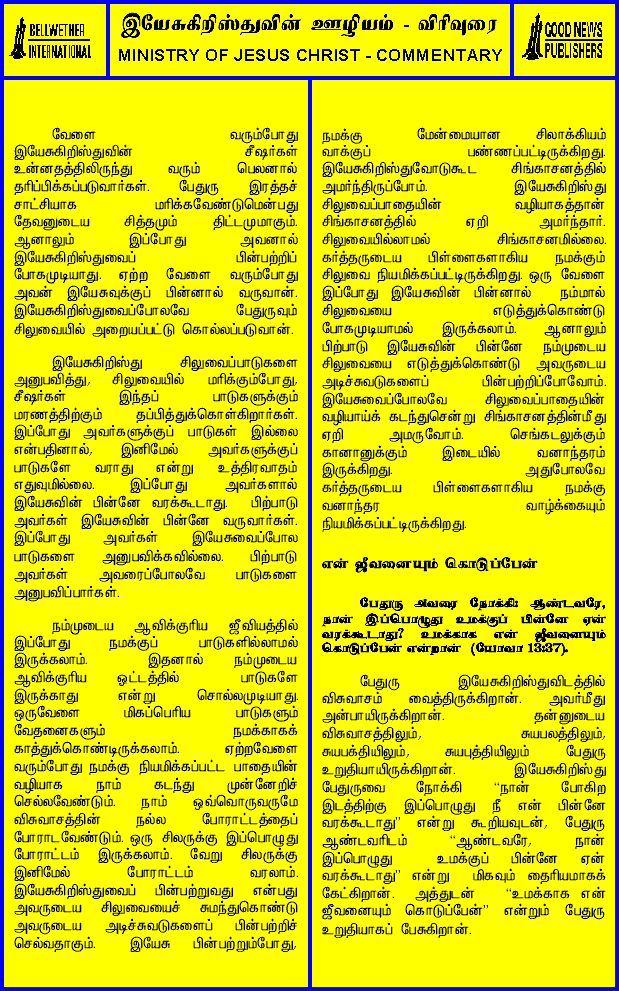 BELLWETHER
INTERNATIONAL
இயேசுகிறிஸ்துவின் ஊழியம் - விரிவுரை
MINISTRY OF JESUS CHRIST - COMMENTARY
GOOD NEWS
PUBLISHERS
வேளை வரும்போது
இயேசுகிறிஸ்துவின் சீஷர்கள்
உன்னதத்திலிருந்து வரும் பெலனால்
தரிப்பிக்கப்படுவார்கள். பேதுரு இரத்தச்
சாட்சியாக மரிக்கவேண்டுமென்பது
தேவனுடைய சித்தமும் திட்டமுமாகும்.
ஆனாலும் இப்போது அவனால்
இயேசுகிறிஸ்துவைப் பின்பற்றிப்
போகமுடியாது. ஏற்ற வேளை வரும்போது
அவன் இயேசுவுக்குப் பின்னால் வருவான்.
இயேசுகிறிஸ்துவைப்போலவே பேதுருவும்
சிலுவையில் அறையப்பட்டு கொல்லப்படுவான்.
இயேசுகிறிஸ்து சிலுவைப்பாடுகளை
அனுபவித்து, சிலுவையில் மரிக்கும்போது,
சீஷர்கள் இந்தப் பாடுகளுக்கும்
மரணத்திற்கும் தப்பித்துக்கொள்கிறார்கள்.
இப்போது அவர்களுக்குப் பாடுகள் இல்லை
என்பதினால், இனிமேல் அவர்களுக்குப்
பாடுகளே வராது என்று உத்திரவாதம்
எதுவுமில்லை. இப்போது அவர்களால்
இயேசுவின் பின்னே வரக்கூடாது. பிற்பாடு
அவர்கள் இயேசுவின் பின்னே வருவார்கள்.
இப்போது அவர்கள் இயேசுவைப்போல
பாடுகளை அனுபவிக்கவில்லை. பிற்பாடு
அவர்கள் அவரைப்போலவே பாடுகளை
அனுபவிப்பார்கள்.
நம்முடைய ஆவிக்குரிய ஜீவியத்தில்
இப்போது நமக்குப் பாடுகளில்லாமல்
இருக்கலாம். இதனால் நம்முடைய
ஆவிக்குரிய ஓட்டத்தில் பாடுகளே
இருக்காது என்று சொல்லமுடியாது.
ஒருவேளை மிகப்பெரிய பாடுகளும்
வேதனைகளும் நமக்காகக்
காத்துக்கொண்டிருக்கலாம். ஏற்றவேளை
வரும்போது நமக்கு நியமிக்கப்பட்ட பாதையின்
வழியாக நாம் கடந்து முன்னேறிச்
செல்லவேண்டும். நாம் ஒவ்வொருவருமே
விசுவாசத்தின் நல்ல போராட்டத்தைப்
போராடவேண்டும். ஒரு சிலருக்கு இப்பொழுது
போராட்டம் இருக்கலாம். வேறு சிலருக்கு
இனிமேல் போராட்டம் வரலாம்.
இயேசுகிறிஸ்துவைப் பின்பற்றுவது என்பது
அவருடைய சிலுவையைச் சுமந்துகொண்டு
அவருடைய அடிச்சுவடுகளைப் பின்பற்றிச்
செல்வதாகும். இயேசு பின்பற்றும்போது,
நமக்கு மேன்மையான சிலாக்கியம்
வாக்குப் பண்ணப்பட்டிருக்கிறது.
இயேசுகிறிஸ்துவோடுகூட சிங்காசனத்தில்
அமர்ந்திருப்போம். இயேசுகிறிஸ்து
சிலுவைப்பாதையின் வழியாகத்தான்
சிங்காசனத்தில் ஏறி அமர்ந்தார்.
சிலுவையில்லாமல் சிங்காசனமில்லை.
கர்த்தருடைய பிள்ளைகளாகிய நமக்கும்
சிலுவை நியமிக்கப்பட்டிருக்கிறது. ஒரு வேளை
இப்போது இயேசுவின் பின்னால் நம்மால்
சிலுவையை எடுத்துக்கொண்டு
போகமுடியாமல் இருக்கலாம். ஆனாலும்
பிற்பாடு இயேசுவின் பின்னே நம்முடைய
சிலுவையை எடுத்துக்கொண்டு அவருடைய
அடிச்சுவடுகளைப் பின்பற்றிப்போவோம்.
இயேசுவைப்போலவே சிலுவைப்பாதையின்
வழியாய்க் கடந்துசென்று சிங்காசனத்தின்மீது
ஏறி அமருவோம். செங்கடலுக்கும்
கானானுக்கும் இடையில் வனாந்தரம்
இருக்கிறது. அதுபோலவே
கர்த்தருடைய பிள்ளைகளாகிய நமக்கு
வனாந்தர வாழ்க்கையும்
நியமிக்கப்பட்டிருக்கிறது.
என் ஜீவனையும் கொடுப்பேன்
பேதுரு அவரை நோக்கி: ஆண்டவரே,
நான் இப்பொழுது உமக்குப் பின்னே ஏன்
வரக்கூடாது? உமக்காக என் ஜீவனையும்
கொடுப்பேன் என்றான் (யோவா 13:37).
பேதுரு இயேசுகிறிஸ்துவிடத்தில்
விசுவாசம் வைத்திருக்கிறான். அவர்மீது
அன்பாயிருக்கிறான். தன்னுடைய
விசுவாசத்திலும், சுயபலத்திலும்,
சுயபக்தியிலும், சுயபுத்தியிலும் பேதுரு
உறுதியாயிருக்கிறான். இயேசுகிறிஸ்து
பேதுருவை நோக்கி “நான் போகிற
இடத்திற்கு இப்பொழுது நீ என் பின்னே
வரக்கூடாது” என்று கூறியவுடன், பேதுரு
ஆண்டவரிடம் “ஆண்டவரே, நான்
இப்பொழுது உமக்குப் பின்னே ஏன்
வரக்கூடாது” என்று மிகவும் தைரியமாகக்
கேட்கிறான். அத்துடன் “உமக்காக என்
ஜீவனையும் கொடுப்பேன்” என்றும் பேதுரு
உறுதியாகப் பேசுகிறான்.